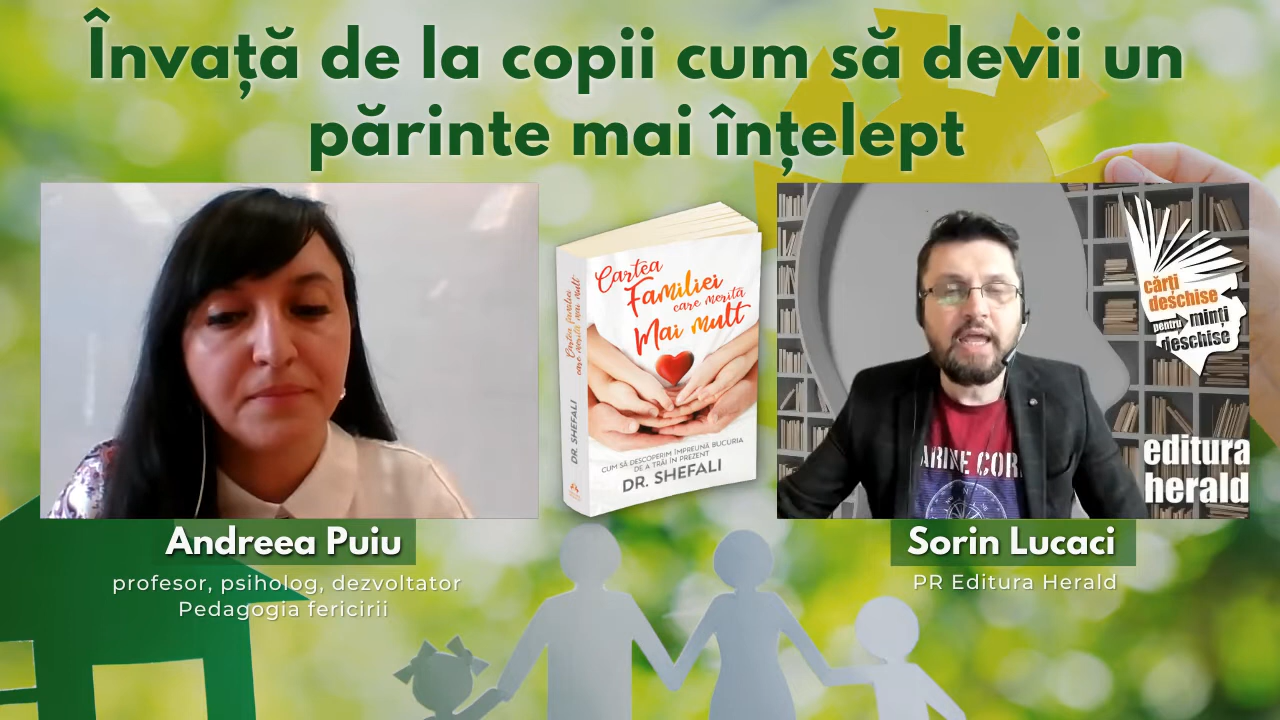 Învață de la copii cum să devii un
părinte mai înțelept
Cartea
Familiei
care merită
Mai mult
CUM SĂ DESCOPERIM ÎMPREUNĂ BUCURIA
DE A TRĂI ÎN PREZENT
DR. SHEFALI
Cartea familiei
care merită mai mult
DR. SHEFALI
cărți
deschise
pentru minți
deschise
ARINE COR
editura
herald
Andreea Puiu
profesor, psiholog, dezvoltator
Pedagogia fericirii
Sorin Lucaci
PR Editura Herald